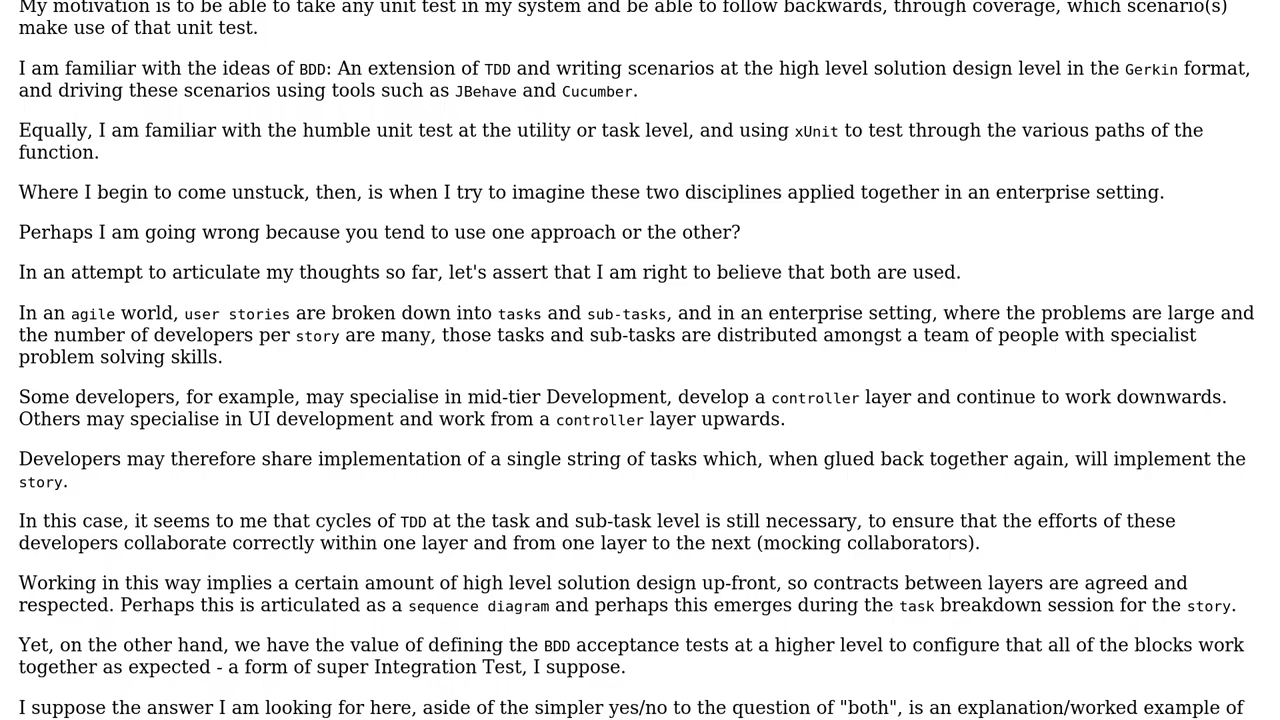 My motivation is to be able to take any unit test in my system and be able to follow backwards, through coverage, which scenario(s)
make use of that unit test.
I am familiar with the ideas of BDD: An extension of TDD and writing scenarios at the high level solution design level in the Gerkin format,
and driving these scenarios using tools such as JBehave and Cucumber.
Equally, I am familiar with the humble unit test at the utility or task level, and using xUnit to test through the various paths of the
function.
Where I begin to come unstuck, then, is when I try to imagine these two disciplines applied together in an enterprise setting.
Perhaps I am going wrong because you tend to use one approach or the other?
In an attempt to articulate my thoughts so far, let's assert that I am right to believe that both are used.
In an agile world, user stories are broken down into tasks and sub-tasks, and in an enterprise setting, where the problems are large and
the number of developers per story are many, those tasks and sub-tasks are distributed amongst a team of people with specialist
problem solving skills.
Some developers, for example, may specialise in mid-tier Development, develop a controller layer and continue to work downwards.
Others may specialise in UI development and work from a controller layer upwards.
Developers may therefore share implementation of a single string of tasks which, when glued back together again, will implement the
story.
In this case, it seems to me that cycles of TDD at the task and sub-task level is still necessary, to ensure that the efforts of these
developers collaborate correctly within one layer and from one layer to the next (mocking collaborators).
Working in this way implies a certain amount of high level solution design up-front, so contracts between layers are agreed and
respected. Perhaps this is articulated as a sequence diagram and perhaps this emerges during the task breakdown session for the story.
Yet, on the other hand, we have the value of defining the BDD acceptance tests at a higher level to configure that all of the blocks work
together as expected - a form of super Integration Test, I suppose.
I suppose the answer I am looking for here, aside of the simpler yes/no to the question of "both", is an explanation/worked example of